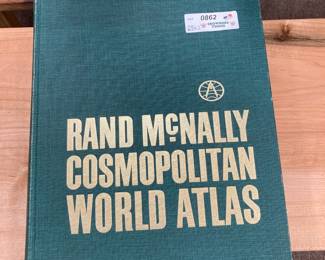 0862
A
RAND McNALLY
COSMOPOLITAN
WORLD ATLAS